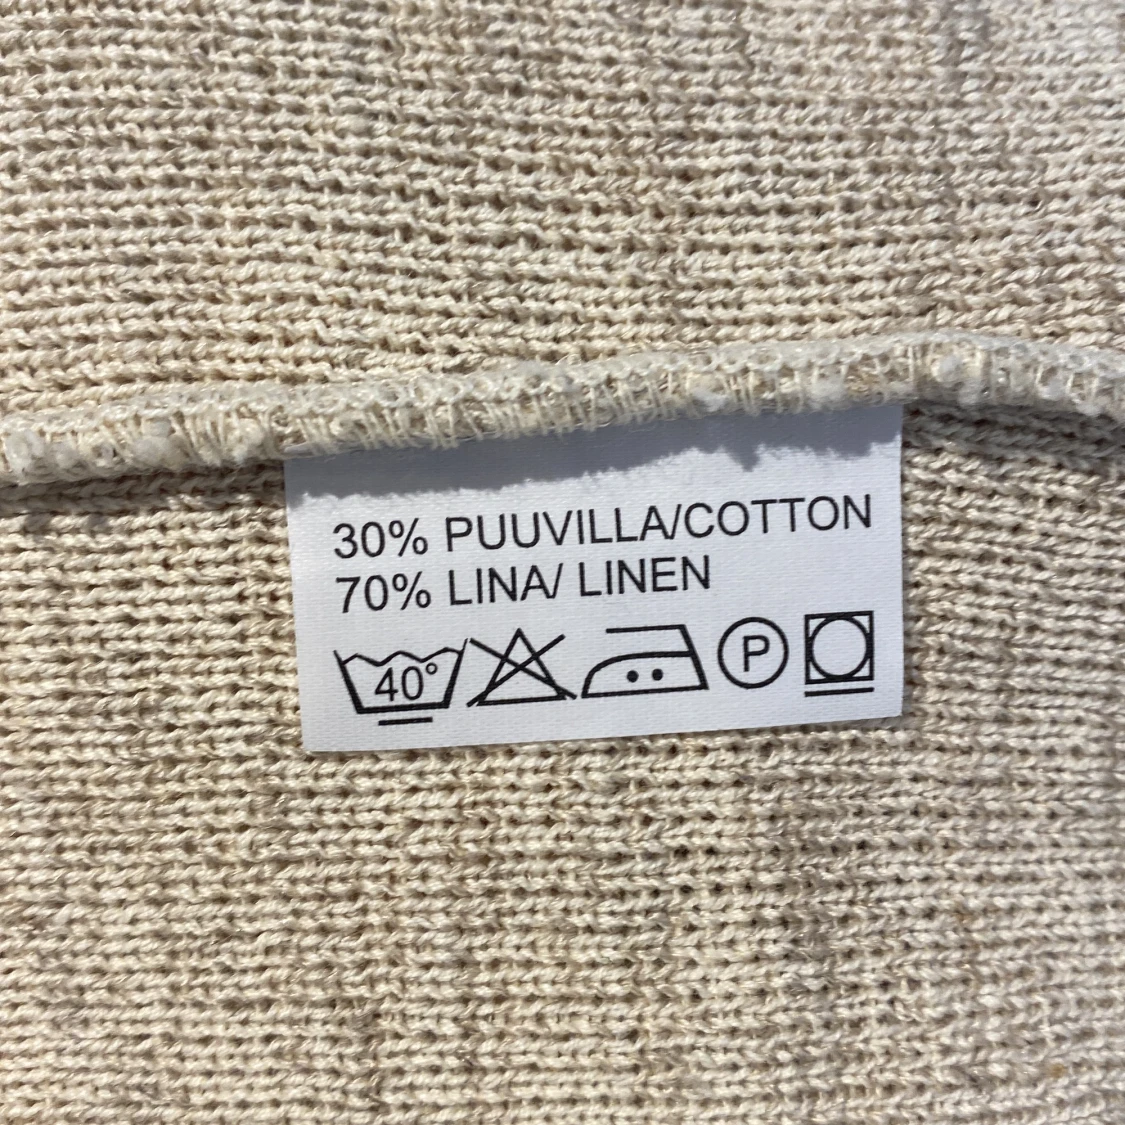 30% PUUVILLA/COTTON
70% LINA/ LINEN
40° P